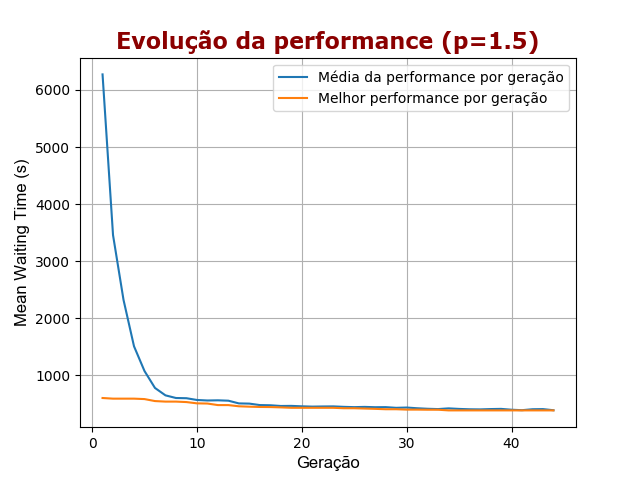 Evolução da performance (p=1.5)
Média da performance por geração
Melhor performance por geração
Mean Waiting Time (s)
6000
5000
4000
3000
2000
1000
0 10 20 30 40
Geração